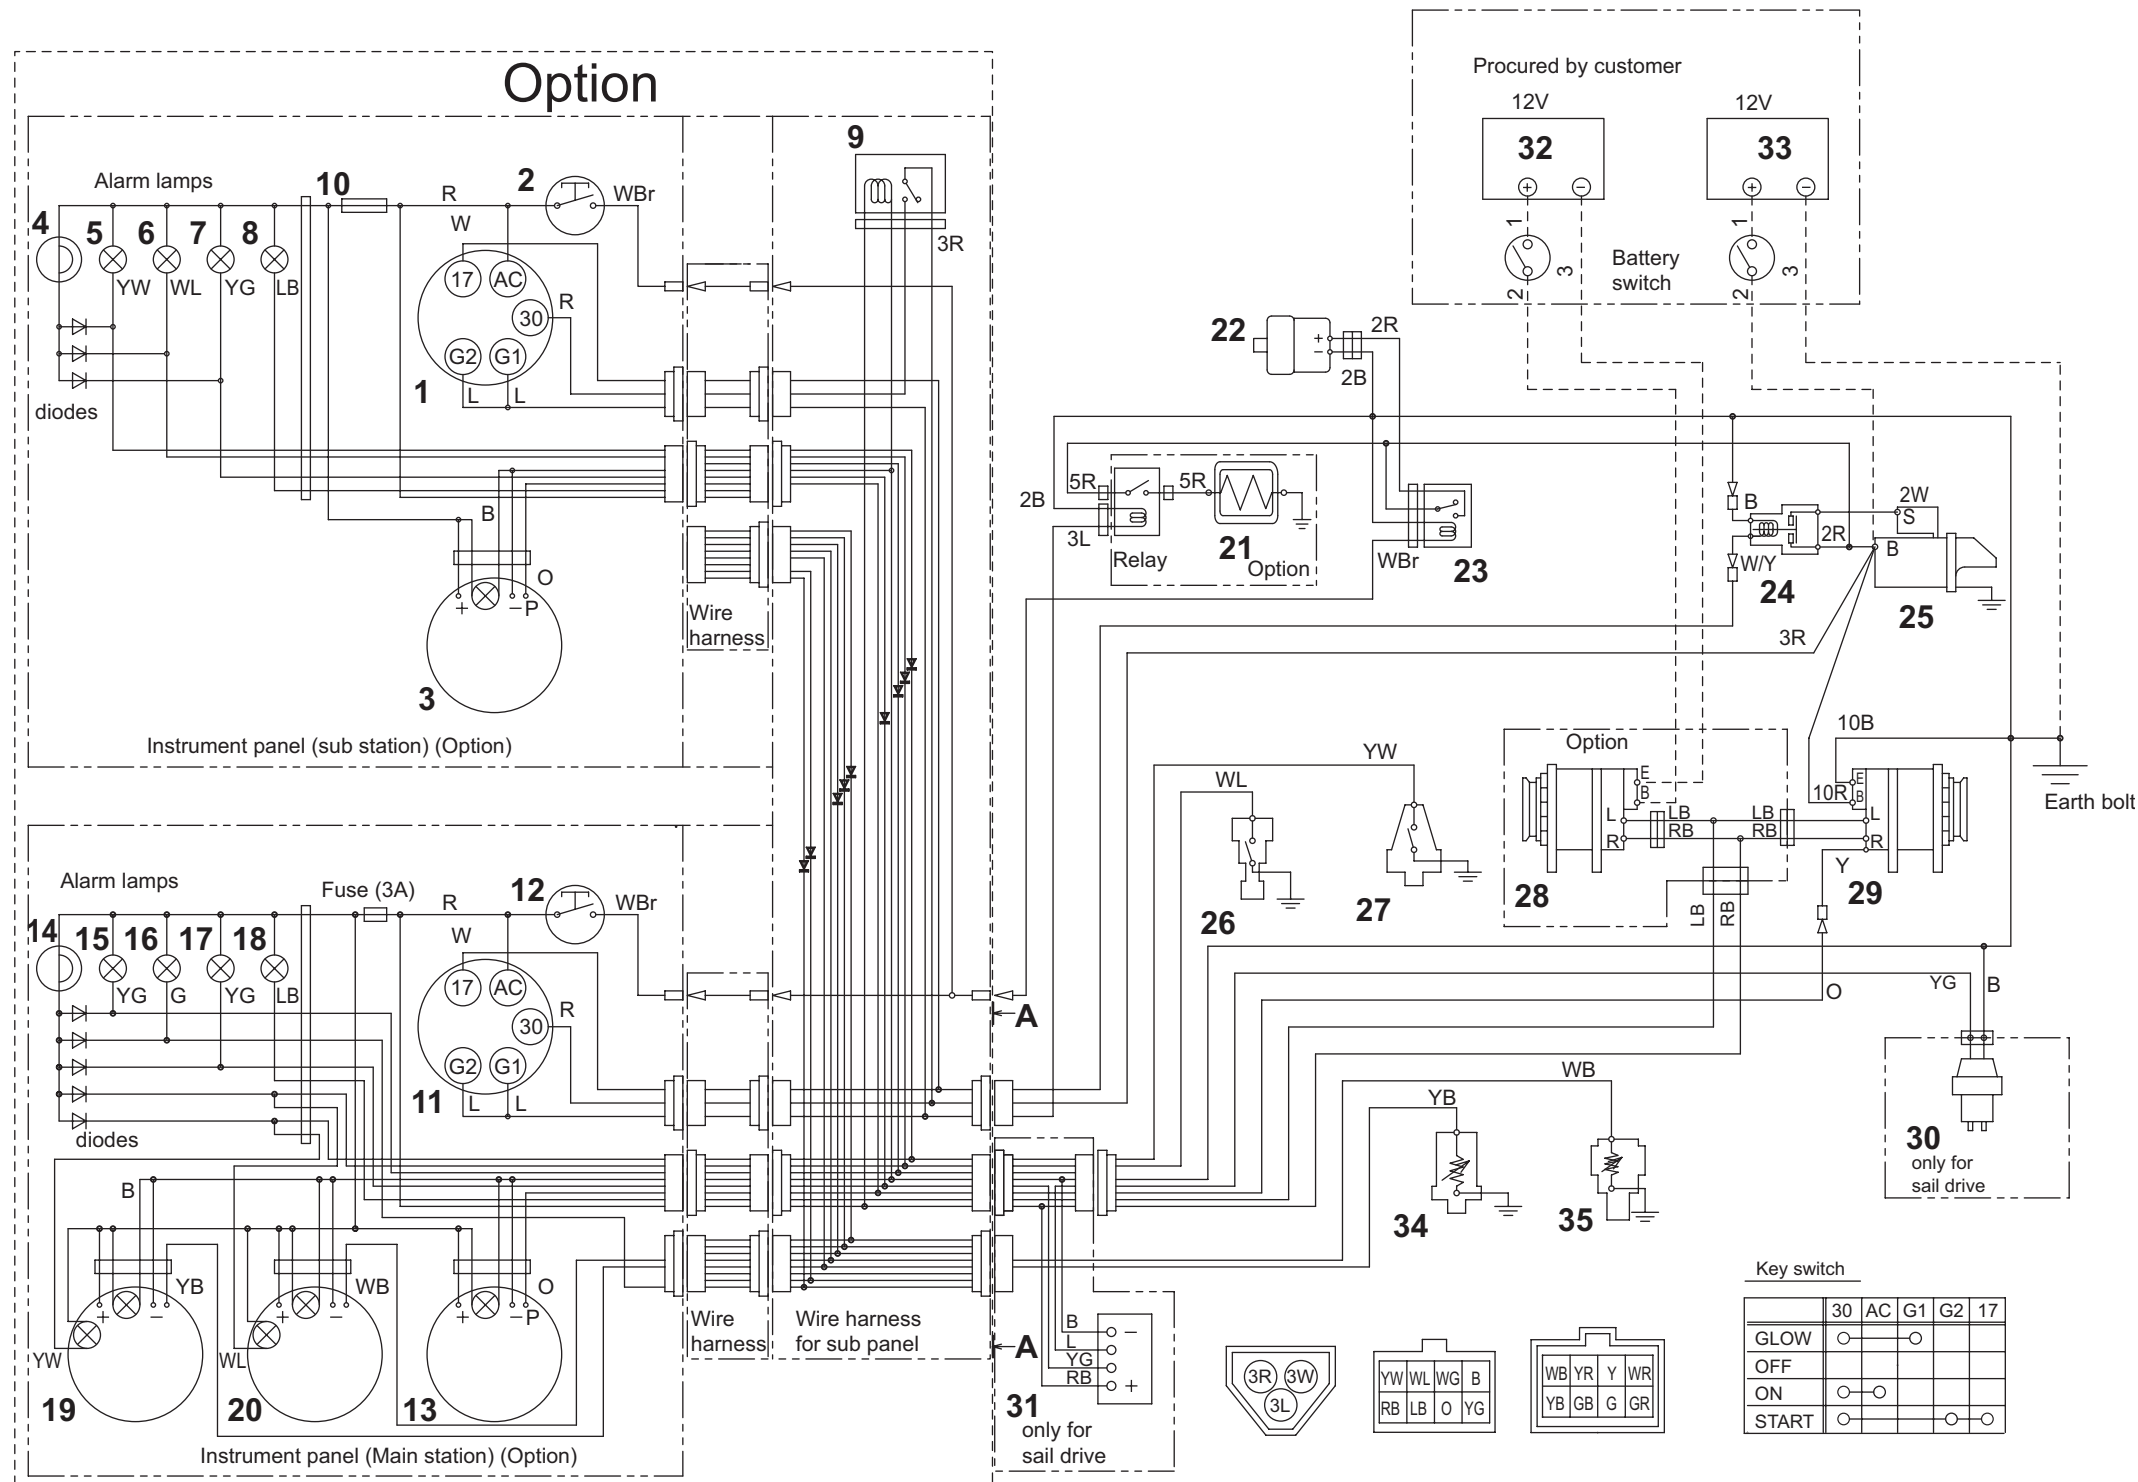 Option
Procured by customer
12V
12V
32
33
+
−
+
−
1
3
2
1
3
2
Battery
switch
Alarm lamps
10
R
2
WBr
W
9
3R
4
5
6
7
8
YW
WL
YG
LB
17
AC
30
R
G2
G1
1
L
L
diodes
B
O
+
−
P
3
Wire
harness
Instrument panel (sub station) (Option)
22
+
−
2R
2B
5R
5R
2B
3L
Relay
21
Option
WBr
23
B
2W
S
2R
B
W/Y
24
25
3R
10B
10R
Earth bolt
YW
WL
26
27
Option
E
B
L
R
LB
RB
LB
RB
E
B
L
R
Y
28
29
LB
RB
O
YG
B
30
only for
sail drive
Alarm lamps
Fuse (3A)
R
12
WBr
W
14
15
16
17
18
YG
G
YG
LB
17
AC
30
R
G2
G1
11
L
L
diodes
A
WB
YB
34
35
B
YB
WB
O
+
−
+
−
+
−
P
YW
WL
19
20
13
Instrument panel (Main station) (Option)
Wire
harness
Wire harness
for sub panel
A
B
−
L
YG
RB
+
31
only for
sail drive
3R
3W
3L
YW WL WG B
RB LB O YG
WB YR Y WR
YB GB G GR
Key switch
30 AC G1 G2 17
GLOW
OFF
ON
START